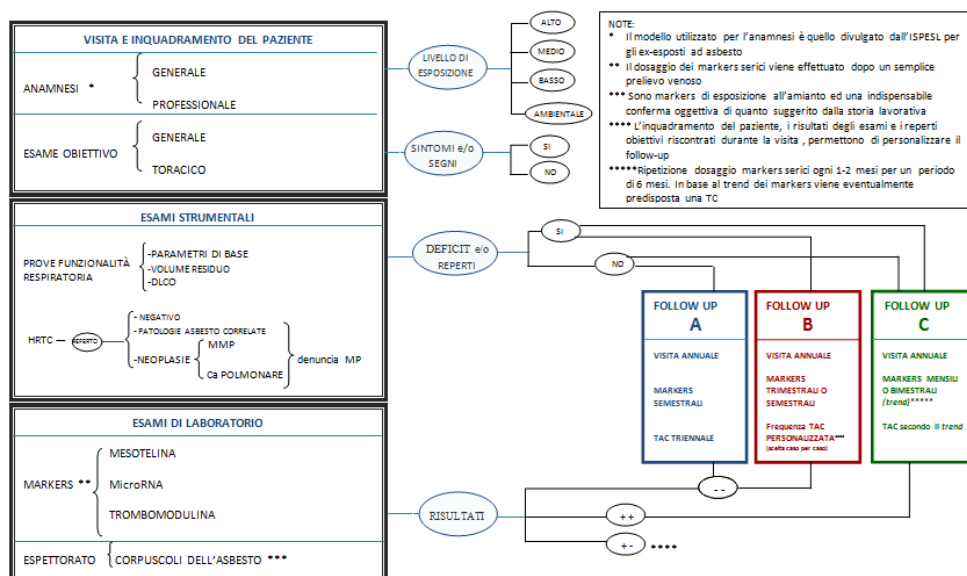 VISITA E INQUADRAMENTO DEL PAZIENTE
ANAMNESI *
GENERALE
PROFESSIONALE
ESAME OBIETTIVO
GENERALE
TORACICO
LIVELLO DI
ESPOSIZIONE
ALTO
MEDIO
BASSO
AMBIENTALE
SINTOMI e/o
SEGNI
SI
NO
NOTE:
* Il modello utilizzato per l'anamnesi è quello divulgato dall'ISPESL per
gli ex-esposti ad asbesto
** Il dosaggio dei markers serici viene effettuato dopo un semplice
prelievo venoso
*** Sono markers di esposizione all'amianto ed una indispensabile
conferma oggettiva di quanto suggerito dalla storia lavorativa
**** L'inquadramento del paziente, i risultati degli esami e i reperti
obiettivi riscontrati durante la visita , permettono di personalizzare il
follow-up
*****Ripetizione dosaggio markers serici ogni 1-2 mesi per un periodo
di 6 mesi. In base al trend dei markers viene eventualmente
predisposta una TC
ESAMI STRUMENTALI
PROVE FUNZIONALITÀ
RESPIRATORIA
-PARAMETRI DI BASE
-VOLUME RESIDUO
-DLCO
HRTC —
REFERTO
- NEGATIVO
- PATOLOGIE ASBESTO CORRELATE
-NEOPLASIE
MMP
Ca POLMONARE
denuncia MP
DEFICIT e/o
REPERTI
SI
NO
FOLLOW UP
A
VISITA ANNUALE
MARKERS
SEMESTRALI
TAC TRIENNALE
FOLLOW UP
B
VISITA ANNUALE
MARKERS
TRIMESTRALI O
SEMESTRALI
Frequenza TAC
PERSONALIZZATA****
(scelta caso per caso)
FOLLOW UP
C
VISITA ANNUALE
MARKERS MENSILI
O BIMESTRALI
(trend)*****
TAC secondo il trend
ESAMI DI LABORATORIO
MARKERS **
MESOTELINA
MicroRNA
TROMBOMODULINA
ESPETTORATO
CORPUSCOLI DELL'ASBESTO ***
RISULTATI
- -
++
+- ****